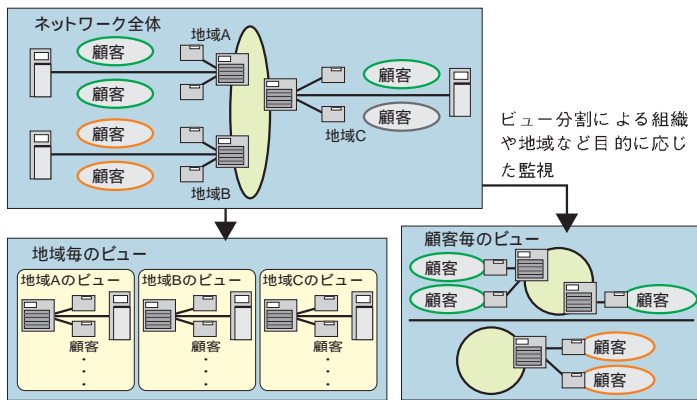 ネットワーク全体
地域A
顧客
顧客
顧客
顧客
地域B
顧客
顧客
地域C
ビュー分割による組織
や地域など目的に応じ
た監視
地域毎のビュー
地域Aのビュー
顧客
・
・
・
地域Bのビュー
顧客
・
・
・
地域Cのビュー
顧客
・
・
・
顧客毎のビュー
顧客
顧客
顧客
顧客
顧客